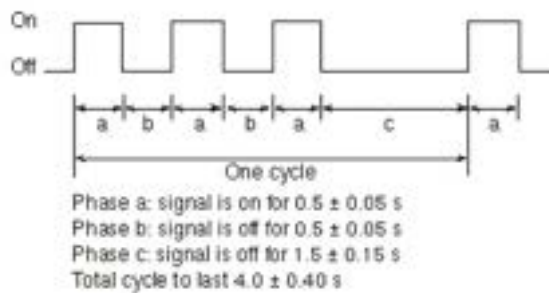 On
Off
a b a b a c a
One cycle
Phase a: signal is on for 0.5 ± 0.05 s
Phase b: signal is off for 0.5 ± 0.05 s
Phase c: signal is off for 1.5 ± 0.15 s
Total cycle to last 4.0 ± 0.40 s